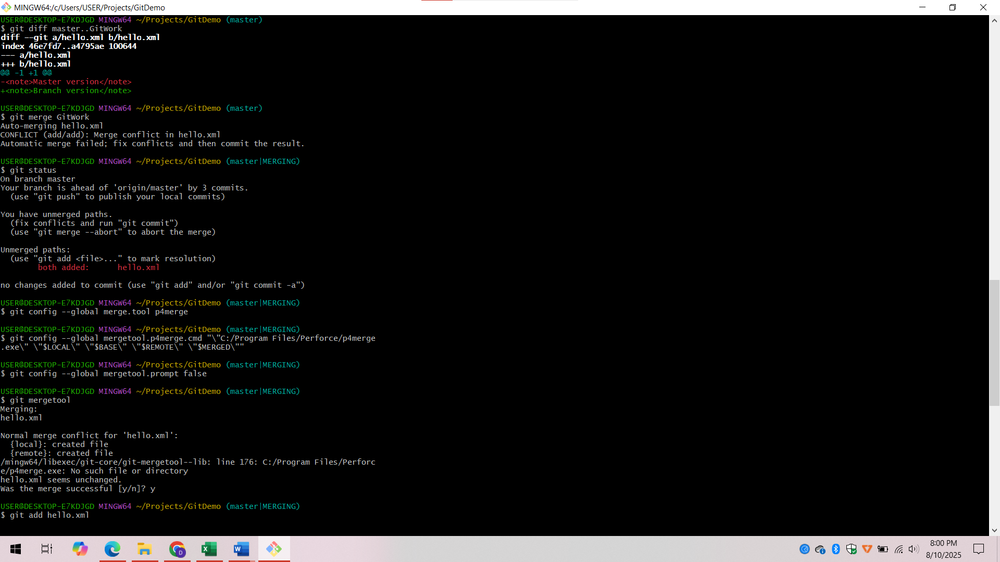 MINGW64:/c/Users/USER/Projects/GitDemo
USER@DESKTOP-E7KDJGD MINGW64 ~/Projects/GitDemo (master)
$ git diff master..GitWork
diff --git a/hello.xml b/hello.xml
index 46e7fd7..a4795ae 100644
--- a/hello.xml
+++ b/hello.xml
@@ -1 +1 @@
-<note>Master version</note>
+<note>Branch version</note>
USER@DESKTOP-E7KDJGD MINGW64 ~/Projects/GitDemo (master)
$ git merge GitWork
Auto-merging hello.xml
CONFLICT (add/add): Merge conflict in hello.xml
Automatic merge failed; fix conflicts and then commit the result.
USER@DESKTOP-E7KDJGD MINGW64 ~/Projects/GitDemo (master|MERGING)
$ git status
On branch master
Your branch is ahead of 'origin/master' by 3 commits.
  (use "git push" to publish your local commits)
You have unmerged paths.
  (fix conflicts and run "git commit")
  (use "git merge --abort" to abort the merge)
Unmerged paths:
  (use "git add <file>..." to mark resolution)
        both added:      hello.xml
no changes added to commit (use "git add" and/or "git commit -a")
USER@DESKTOP-E7KDJGD MINGW64 ~/Projects/GitDemo (master|MERGING)
$ git config --global merge.tool p4merge
USER@DESKTOP-E7KDJGD MINGW64 ~/Projects/GitDemo (master|MERGING)
$ git config --global mergetool.p4merge.cmd "\"C:/Program Files/Perforce/p4merge
.exe\" \"$LOCAL\" \"$BASE\" \"$REMOTE\" \"$MERGED\""
USER@DESKTOP-E7KDJGD MINGW64 ~/Projects/GitDemo (master|MERGING)
$ git config --global mergetool.prompt false
USER@DESKTOP-E7KDJGD MINGW64 ~/Projects/GitDemo (master|MERGING)
$ git mergetool
Merging:
hello.xml
Normal merge conflict for 'hello.xml':
  {local}: created file
  {remote}: created file
/mingw64/libexec/git-core/git-mergetool--lib: line 176: C:/Program Files/Perforc
e/p4merge.exe: No such file or directory
hello.xml seems unchanged.
Was the merge successful [y/n]? y
USER@DESKTOP-E7KDJGD MINGW64 ~/Projects/GitDemo (master|MERGING)
$ git add hello.xml
8:00 PM
8/10/2025